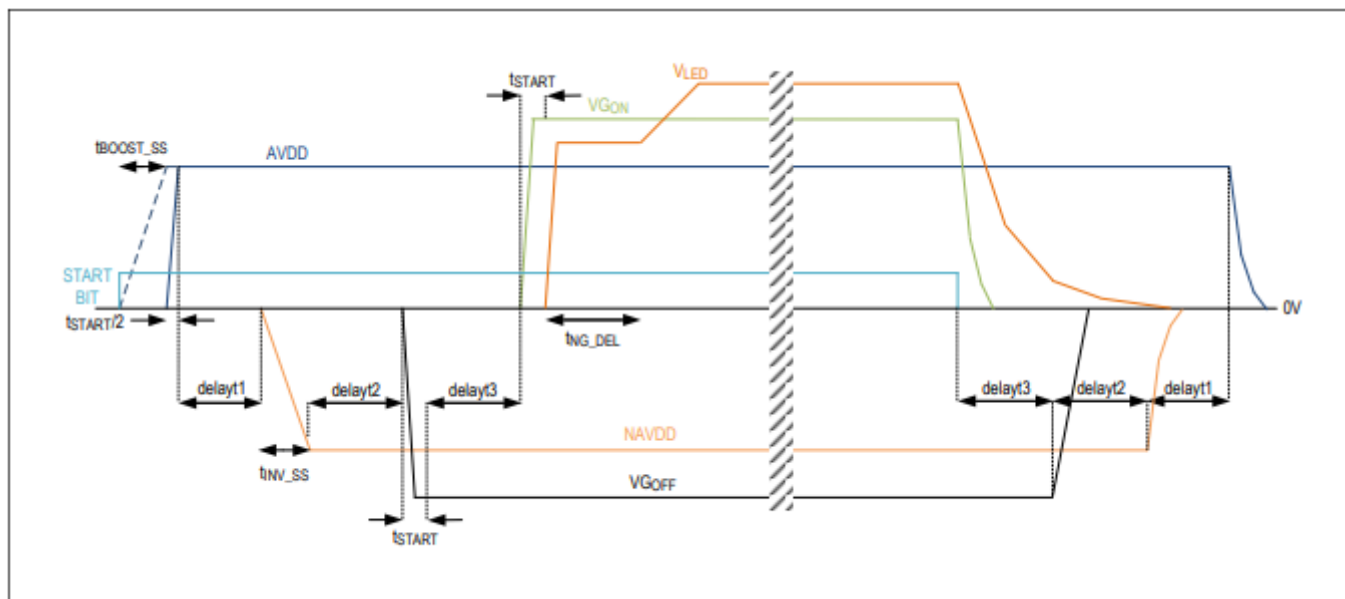 VLED
tSTART
VGON
tBOOST_SS
AVDD
START
BIT
0V
tSTART/2
tNG_DEL
delayt1
delayt2
delayt3
delayt3
delayt2
delayt1
NAVDD
tINV_SS
VGOFF
tSTART